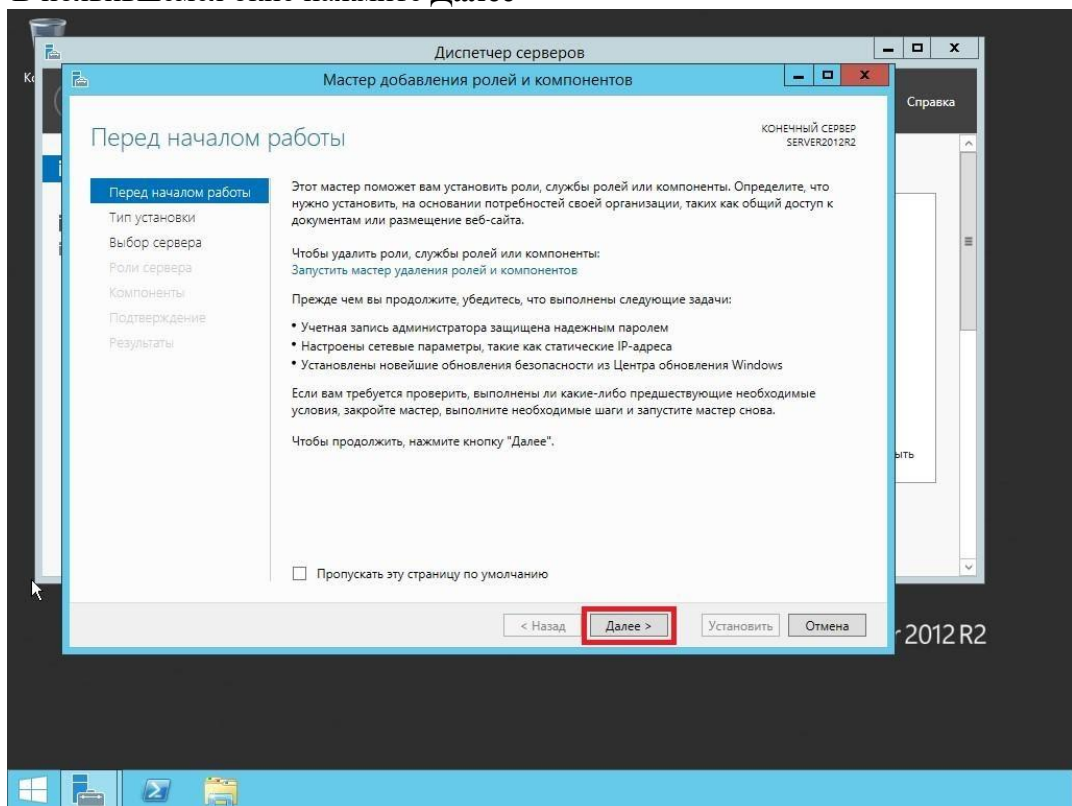 В появившемся окне нажмите Далее
Диспетчер серверов
Мастер добавления ролей и компонентов
Справка
Перед началом работы
КОНЕЧНЫЙ СЕРВЕР
SERVER2012R2
Перед началом работы
Тип установки
Выбор сервера
Роли сервера
Компоненты
Подтверждение
Результаты
Этот мастер поможет вам установить роли, службы ролей или компоненты. Определите, что
нужно установить, на основании потребностей своей организации, таких как общий доступ к
документам или размещение веб-сайта.
Чтобы удалить роли, службы ролей или компоненты:
Запустить мастер удаления ролей и компонентов
Прежде чем вы продолжите, убедитесь, что выполнены следующие задачи:
• Учетная запись администратора защищена надежным паролем
• Настроены сетевые параметры, такие как статические IP-адреса
• Установлены новейшие обновления безопасности из Центра обновления Windows
Если вам требуется проверить, выполнены ли какие-либо предшествующие необходимые
условия, закройте мастер, выполните необходимые шаги и запустите мастер снова.
Чтобы продолжить, нажмите кнопку "Далее".
ыть
Пропускать эту страницу по умолчанию
< Назад
Далее >
Установить
Отмена
2012 R2